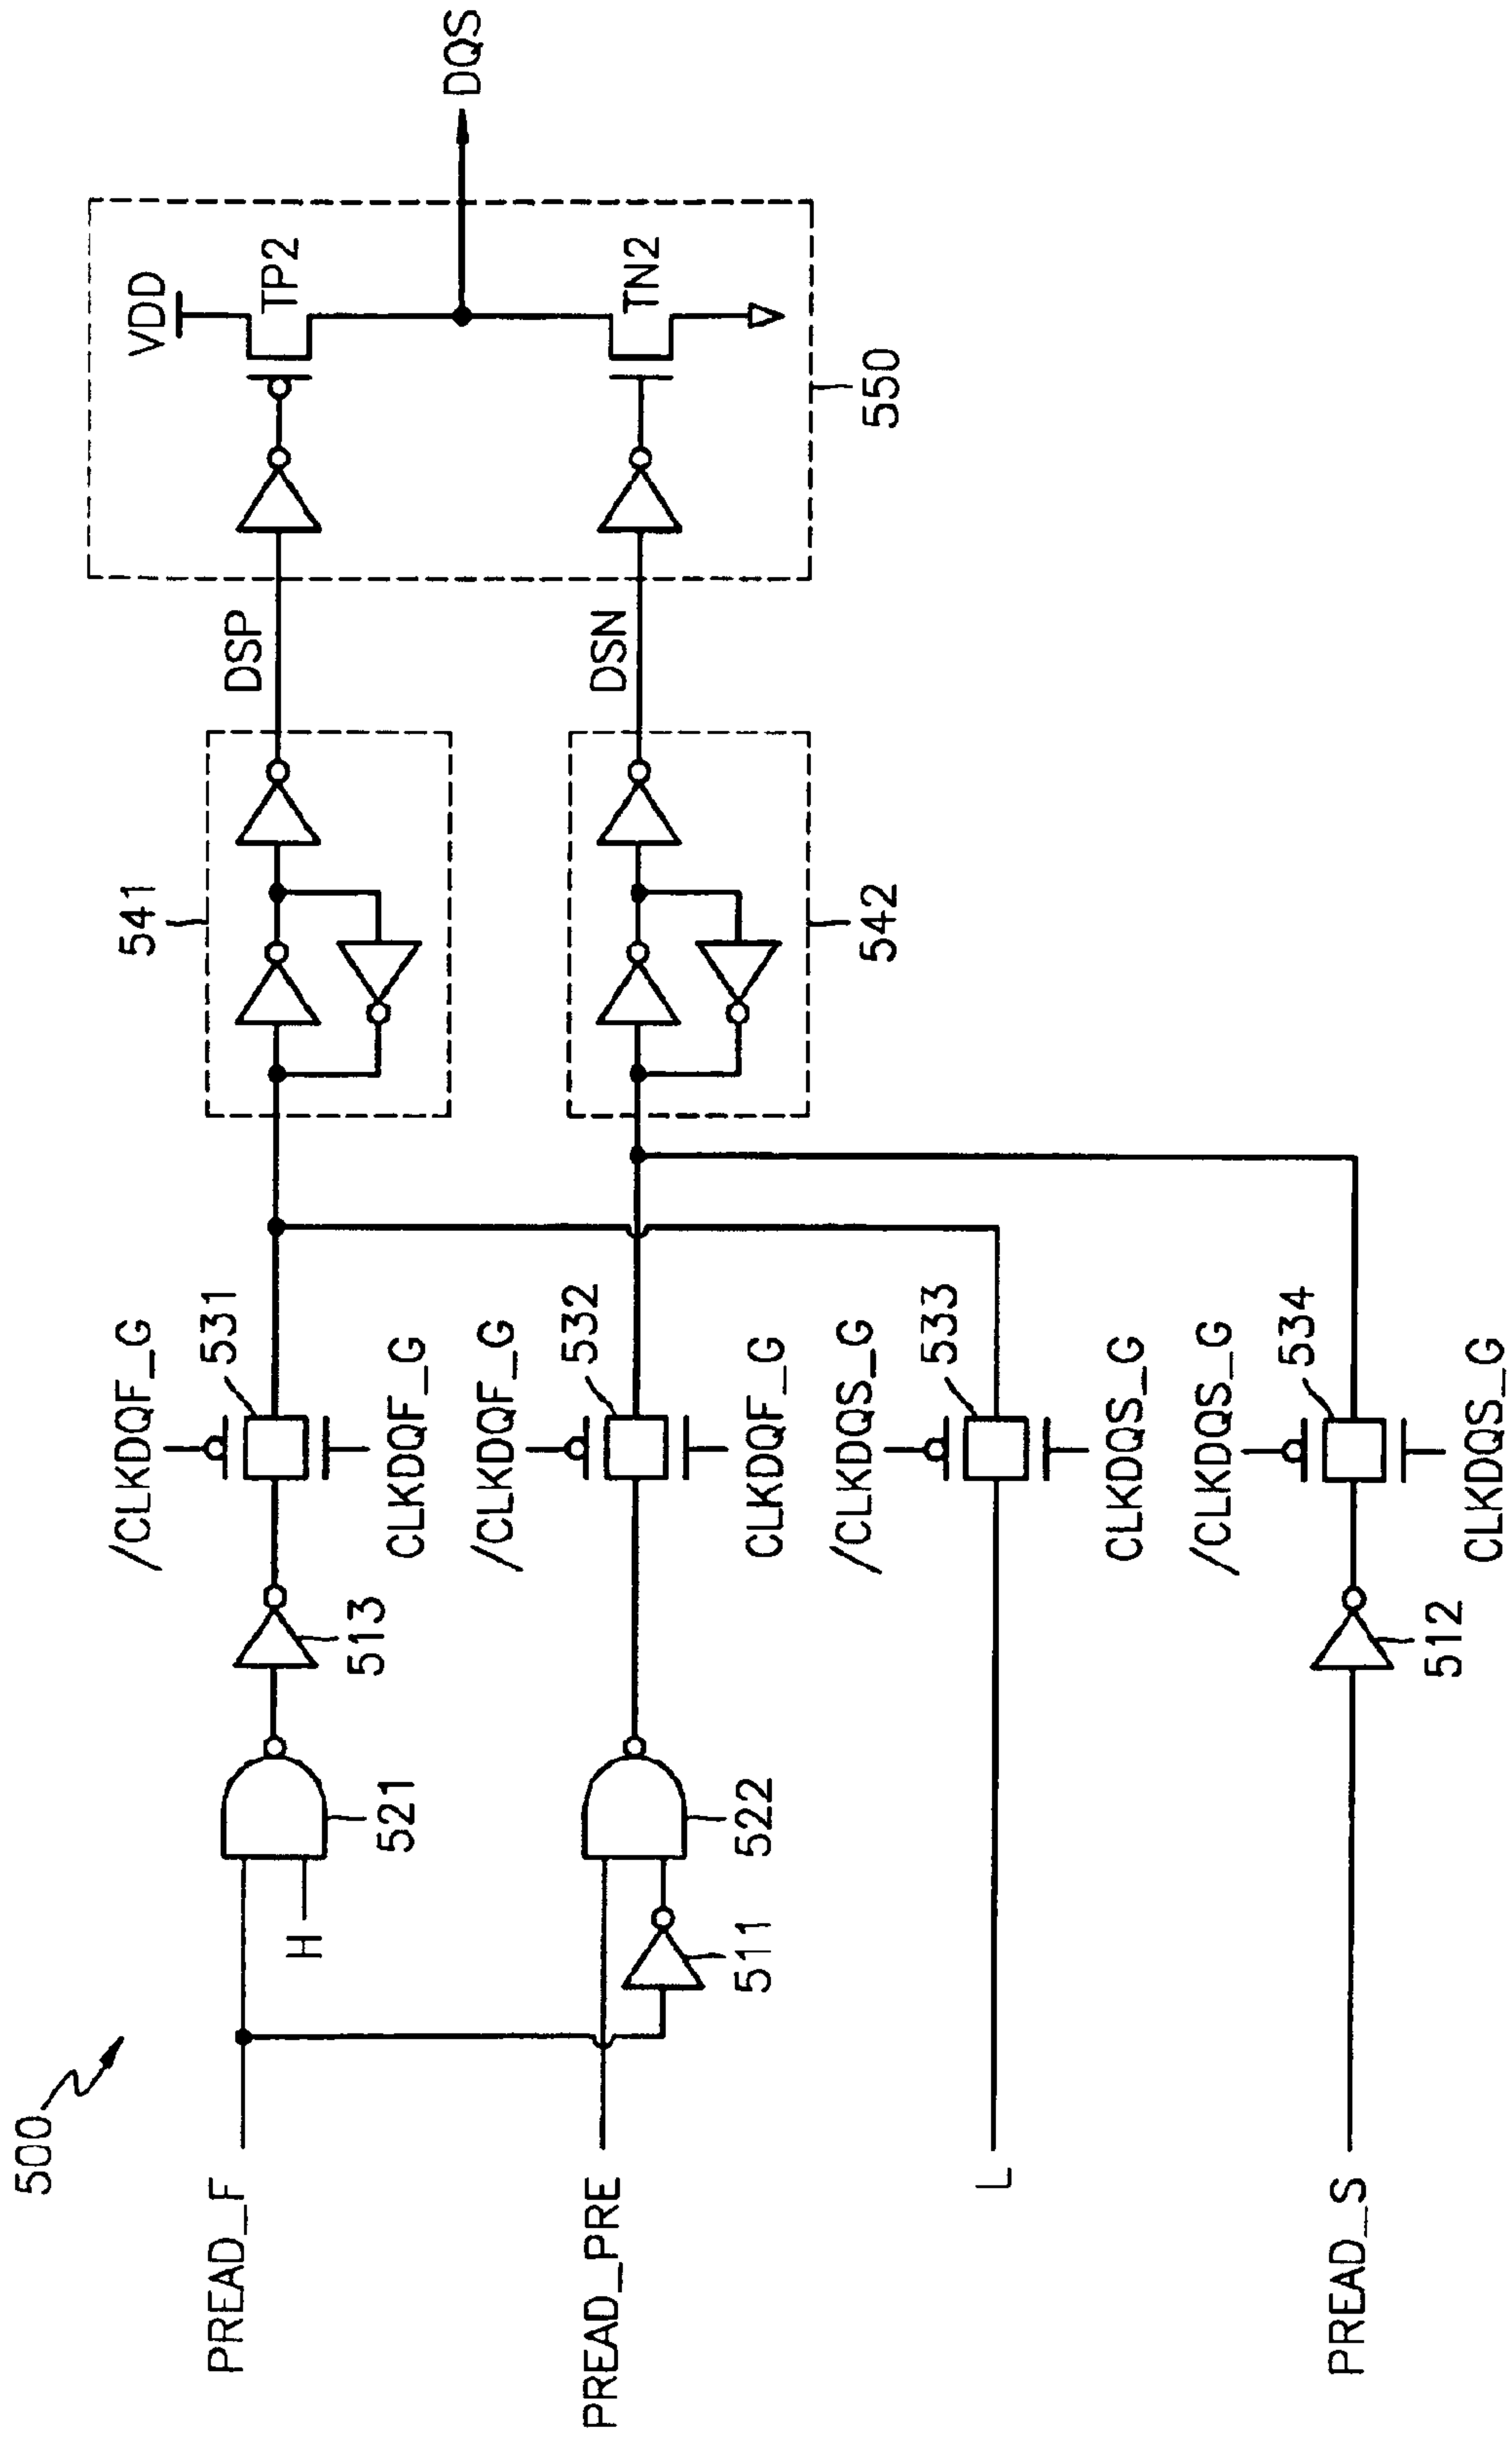 500
PREAD_F
H
521
513
/CLKDQF_G
531
CLKDQF_G
541
DSP
VDD
TP2
DQS
PREAD_PRE
511
522
/CLKDQF_G
532
CLKDQF_G
542
DSN
TN2
550
L
/CLKDQS_G
533
CLKDQS_G
PREAD_S
512
/CLKDQS_G
534
CLKDQS_G